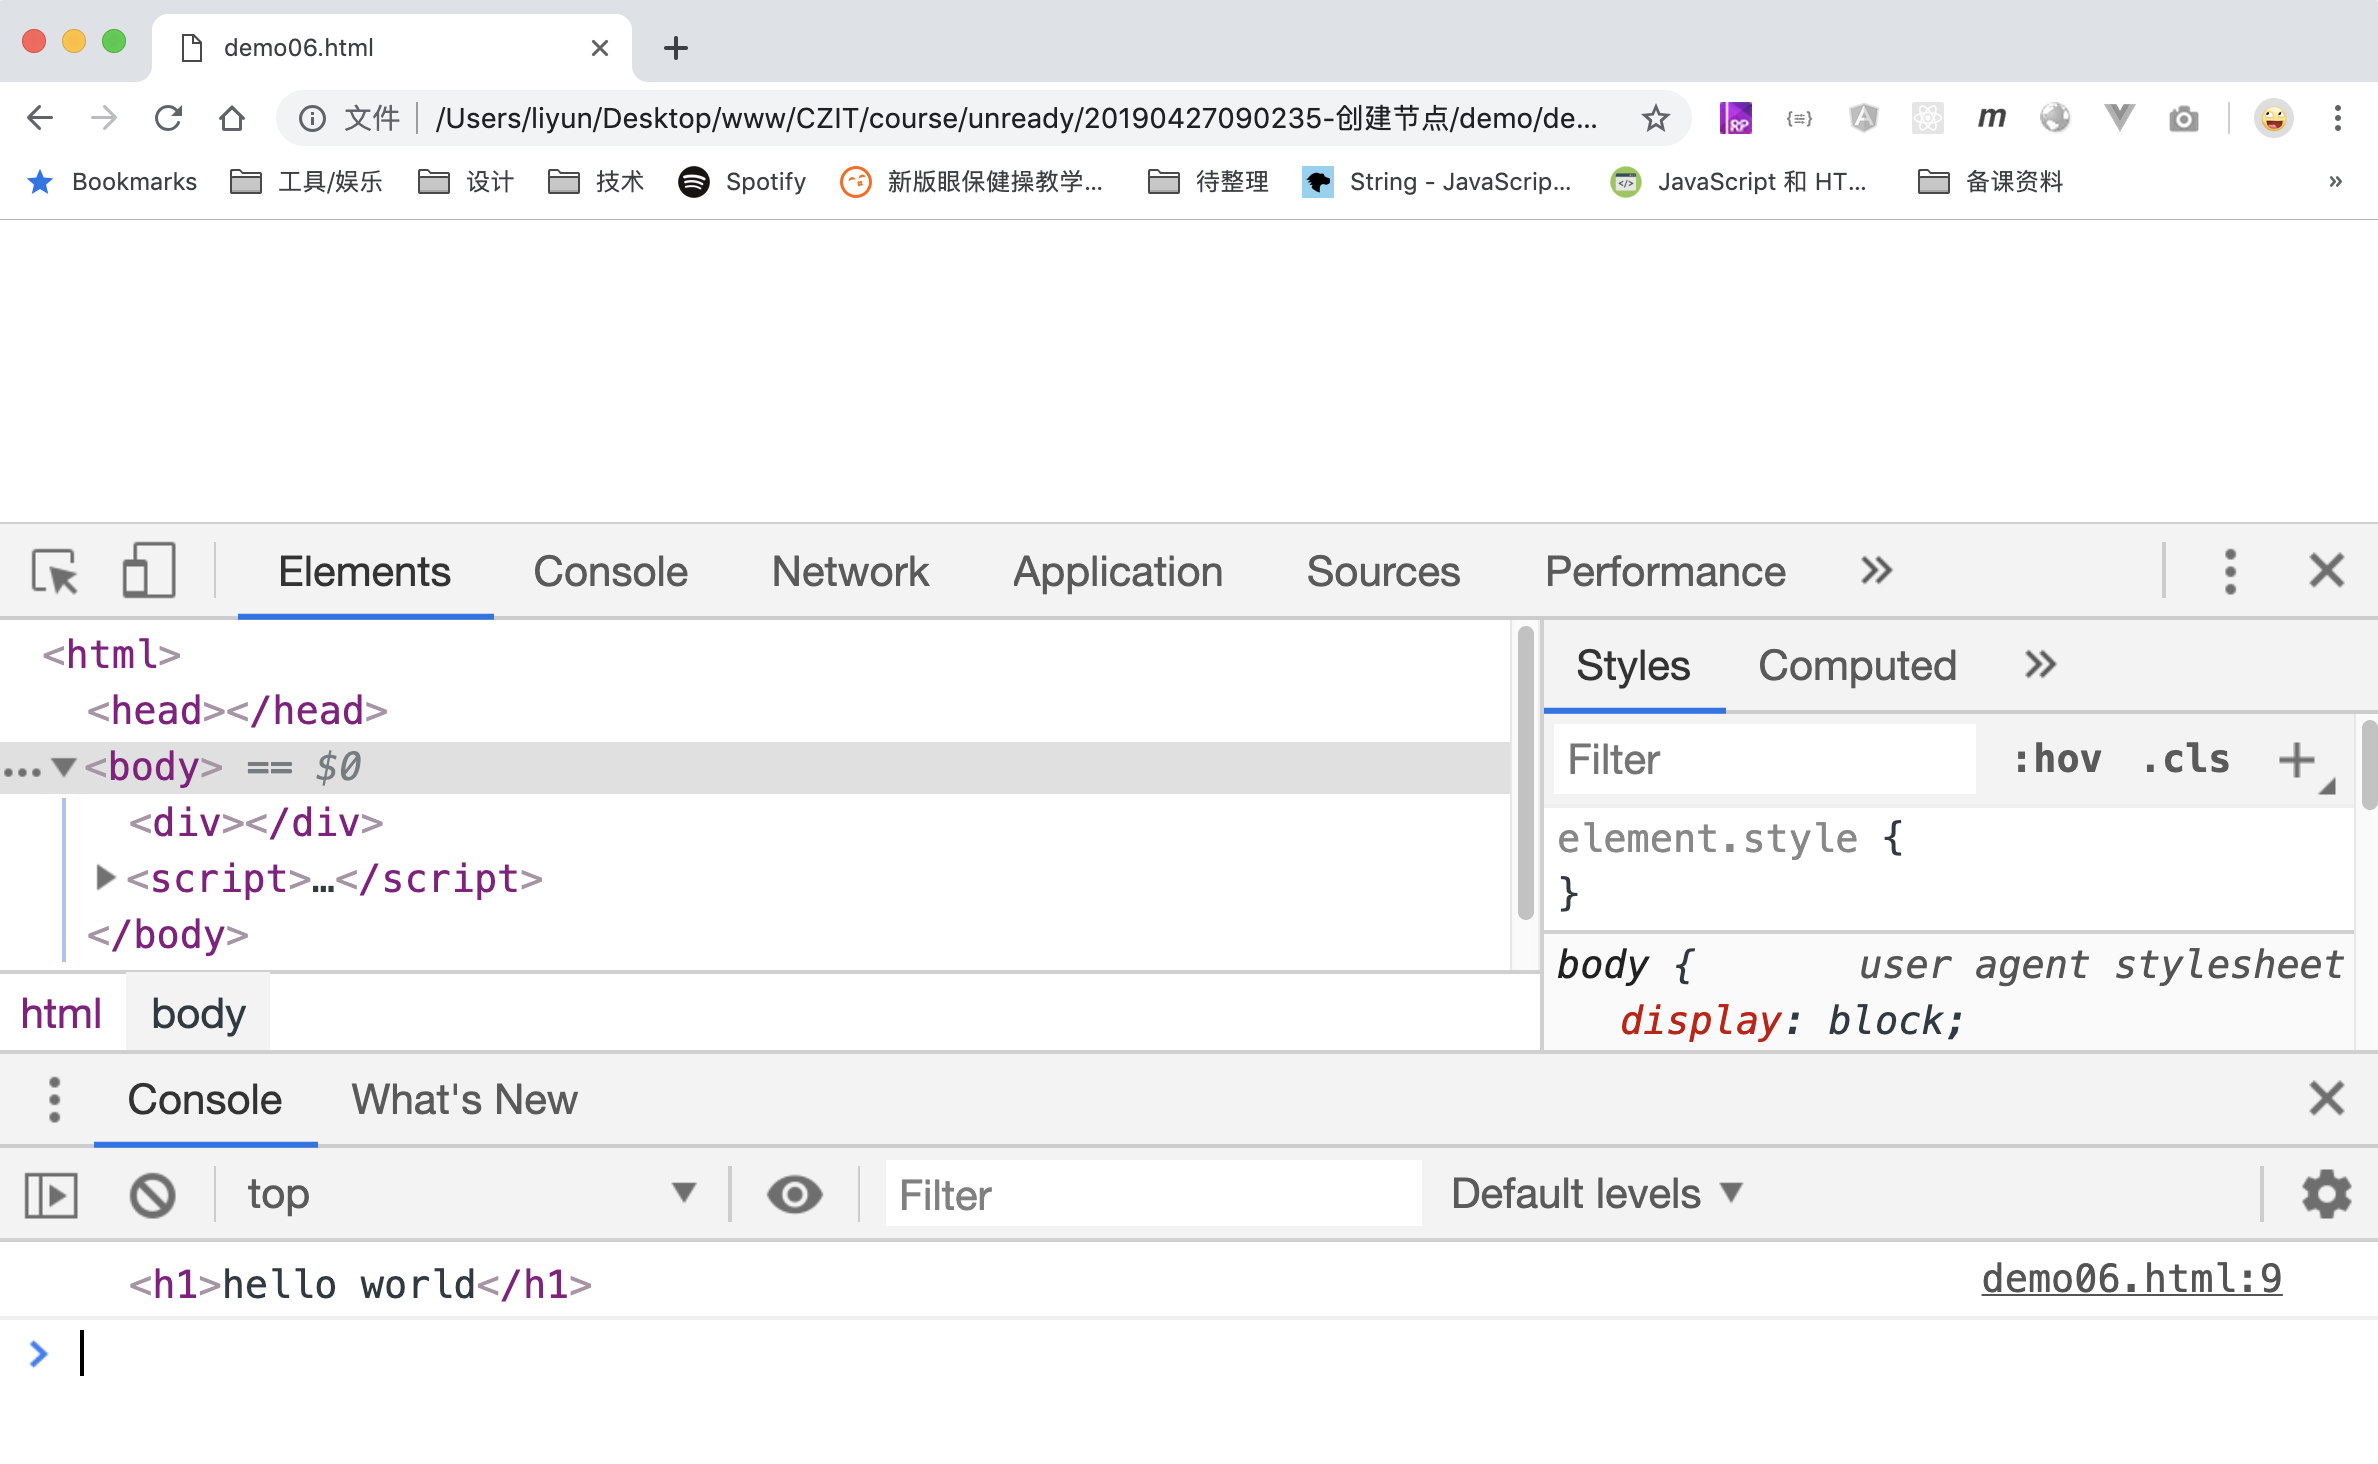 demo06.html
文件 /Users/liyun/Desktop/www/CZIT/course/unready/20190427090235-创建节点/demo/de...
RP {≡} A m
Bookmarks 工具/娱乐 设计 技术 Spotify 新版眼保健操教学... 待整理 String - JavaScrip... JavaScript 和 HT... 备课资料 »
Elements Console Network Application Sources Performance »
<html>
<head></head>
...▼<body> == $0
<div></div>
▶<script>…</script>
</body>
html body
Styles Computed »
Filter :hov .cls +
element.style {
}
body { user agent stylesheet
display: block;
Console What's New
top ▼ Filter Default levels ▼
<h1>hello world</h1> demo06.html:9
>